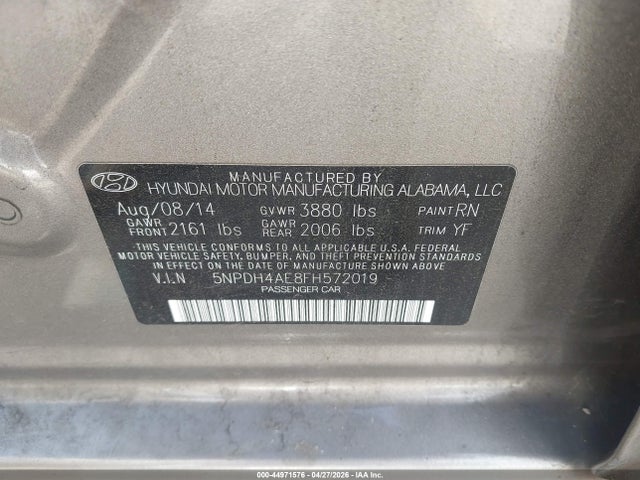 MANUFACTURED BY
HYUNDAI MOTOR MANUFACTURING ALABAMA, LLC
Aug/08/14 GVWR 3880 lbs PAINT RN
GAWR FRONT 2161 lbs GAWR REAR 2006 lbs TRIM YF
THIS VEHICLE CONFORMS TO ALL APPLICABLE U.S.A. FEDERAL
MOTOR VEHICLE SAFETY, BUMPER, AND THEFT PREVENTION STANDARDS
IN EFFECT ON THE DATE OF MANUFACTURE SHOWN ABOVE.
V.I.N 5NPDH4AE8FH572019
PASSENGER CAR
000-44971576 - 04/27/2026 - IAA Inc.